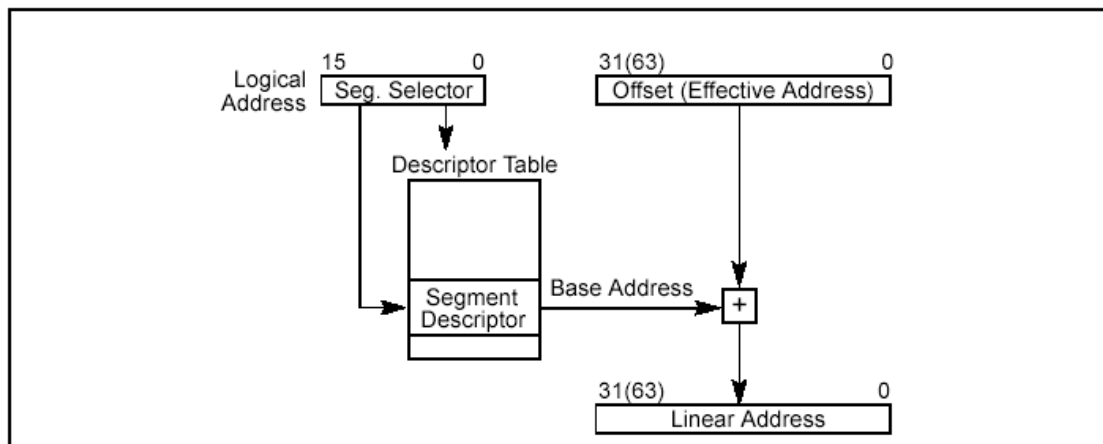 15 0
31(63) 0
Logical
Address
Seg. Selector
Offset (Effective Address)
Descriptor Table
Base Address
Segment
Descriptor
+
31(63) 0
Linear Address